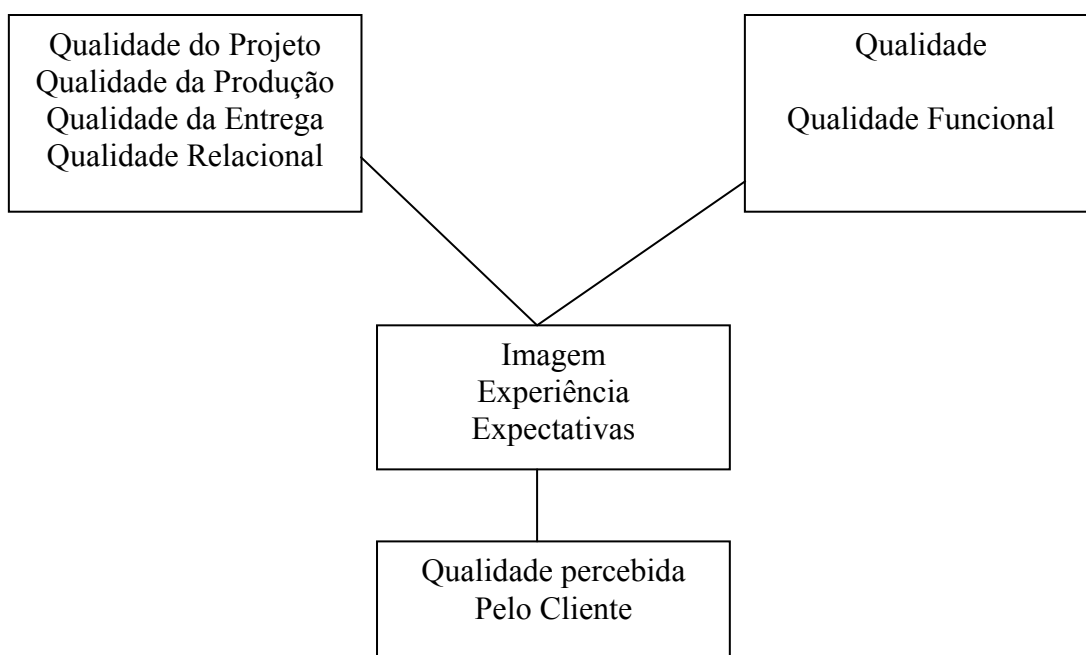 Qualidade do Projeto
Qualidade da Produção
Qualidade da Entrega
Qualidade Relacional
Qualidade
Qualidade Funcional
Imagem
Experiência
Expectativas
Qualidade percebida
Pelo Cliente